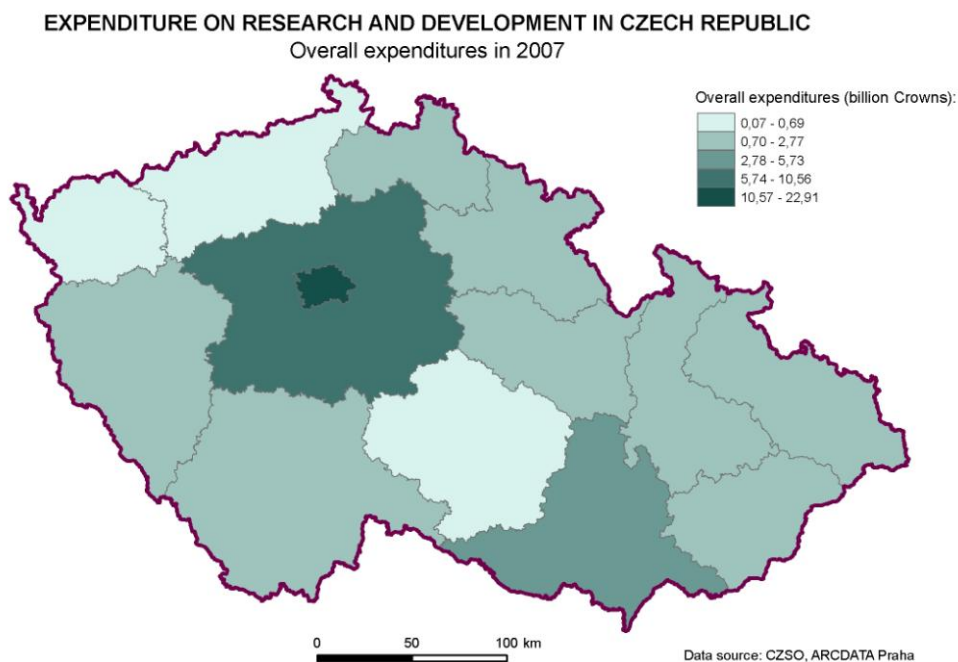 EXPENDITURE ON RESEARCH AND DEVELOPMENT IN CZECH REPUBLIC
Overall expenditures in 2007
Overall expenditures (billion Crowns):
0,07 - 0,69
0,70 - 2,77
2,78 - 5,73
5,74 - 10,56
10,57 - 22,91
0 50 100 km
Data source: CZSO, ARCDATA Praha